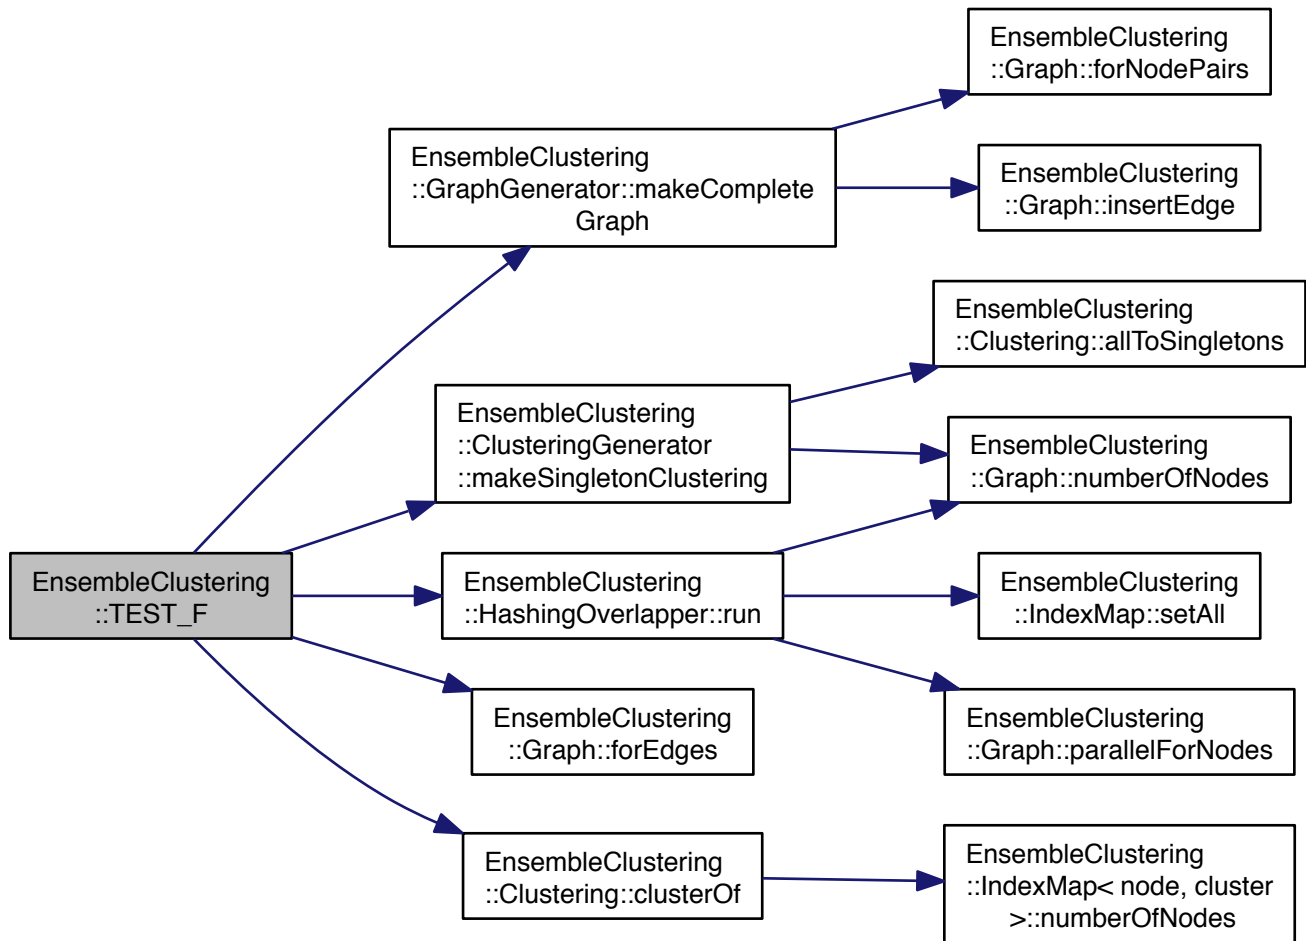 EnsembleClustering
::Graph::forNodePairs
EnsembleClustering
::GraphGenerator::makeComplete
Graph
EnsembleClustering
::Graph::insertEdge
EnsembleClustering
::Clustering::allToSingletons
EnsembleClustering
::ClusteringGenerator
::makeSingletonClustering
EnsembleClustering
::Graph::numberOfNodes
EnsembleClustering
::TEST_F
EnsembleClustering
::HashingOverlapper::run
EnsembleClustering
::IndexMap::setAll
EnsembleClustering
::Graph::forEdges
EnsembleClustering
::Graph::parallelForNodes
EnsembleClustering
::Clustering::clusterOf
EnsembleClustering
::IndexMap< node, cluster
>::numberOfNodes